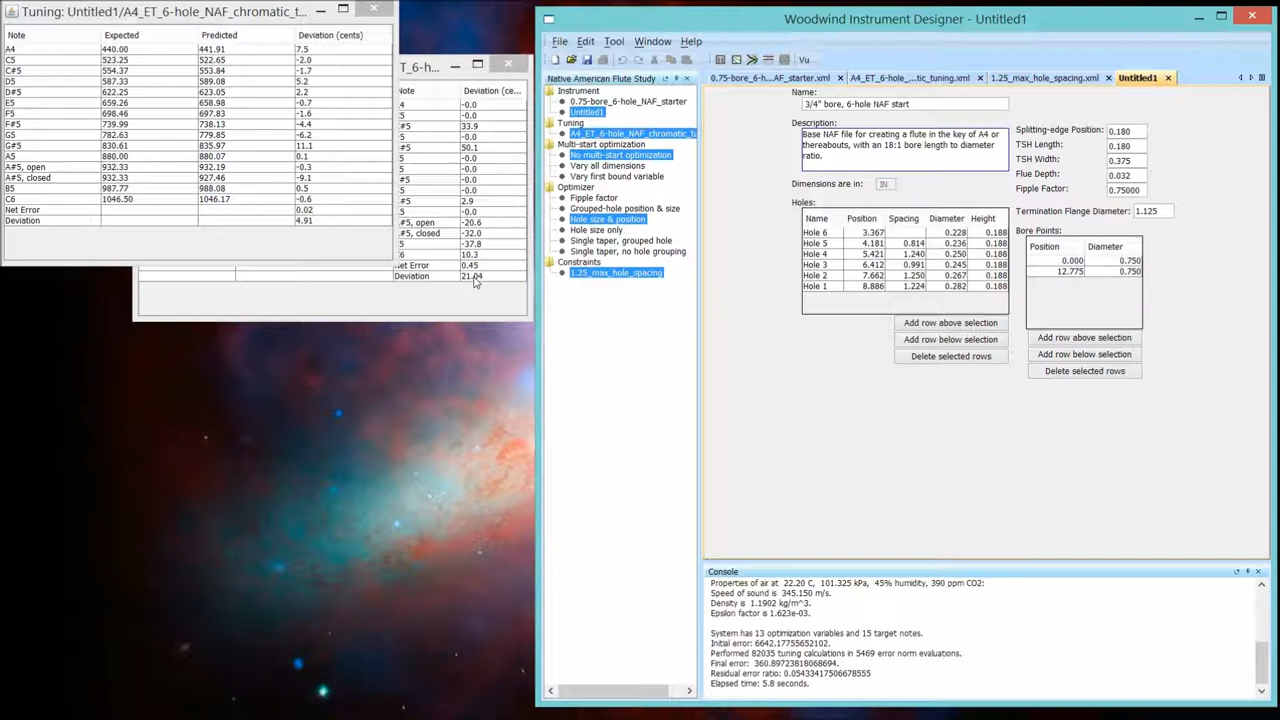 Tuning: Untitled1/A4_ET_6-hole_NAF_chromatic_t...
Note Expected Predicted Deviation (cents)
A4 440.00 441.91 7.5
C5 523.25 522.65 -2.0
C#5 554.37 553.84 -1.7
D5 587.33 589.08 5.2
D#5 622.25 623.05 2.2
E5 659.26 658.98 -0.7
F5 698.46 697.83 -1.6
F#5 739.99 738.13 -4.4
G5 783.99 779.85 -6.2
G#5 830.61 835.97 11.1
A5 880.00 880.07 0.1
A#5, open 932.33 932.59 0.5
A#5, closed 932.33 927.46 -9.1
B5 987.77 988.08 0.5
C6 1046.50 1046.17 -0.6
Net Error 0.02
Deviation 4.91
T_6-h...
Note Deviation (ce...
4 -0.0
5 -0.0
#5 33.9
5 -0.0
#5 50.1
5 -0.0
5 -0.0
#5 -0.0
5 -0.0
#5 2.9
5 -0.0
#5, open -20.6
#5, closed -32.0
5 -37.8
6 10.3
Net Error 0.45
Deviation 21.04
Woodwind Instrument Designer - Untitled1
File Edit Tool Window Help
Vu
Native American Flute Study
Instrument
0.75-bore_6-hole_NAF_starter
Untitled1
Tuning
A4_ET_6-hole_NAF_chromatic_tu
Multi-start optimization
No multi-start optimization
Vary all dimensions
Vary first bound variable
Optimizer
Fipple factor
Grouped-hole position & size
Hole size & position
Hole size only
Single taper, grouped hole
Single taper, no hole grouping
Constraints
1.25_max_hole_spacing
0.75-bore_6-h...AF_starter.xml A4_ET_6-hole_...tic_tuning.xml 1.25_max_hole_spacing.xml Untitled1
Name:
3/4" bore, 6-hole NAF start
Description:
Base NAF file for creating a flute in the key of A4 or
thereabouts, with an 18:1 bore length to diameter
ratio.
Dimensions are in: IN
Splitting-edge Position: 0.180
TSH Length: 0.180
TSH Width: 0.375
Flue Depth: 0.032
Fipple Factor: 0.75000
Termination Flange Diameter: 1.125
Holes:
Name Position Spacing Diameter Height
Hole 6 3.367 0.228 0.188
Hole 5 4.181 0.814 0.236 0.188
Hole 4 5.421 1.240 0.250 0.188
Hole 3 6.412 0.991 0.245 0.188
Hole 2 7.662 1.250 0.267 0.188
Hole 1 8.886 1.224 0.282 0.188
Add row above selection
Add row below selection
Delete selected rows
Bore Points:
Position Diameter
0.000 0.750
12.775 0.750
Add row above selection
Add row below selection
Delete selected rows
Console
Properties of air at 22.20 C, 101.325 kPa, 45% humidity, 390 ppm CO2:
Speed of sound is 345.150 m/s.
Density is 1.1902 kg/m^3.
Epsilon factor is 1.623e-03.
System has 13 optimization variables and 15 target notes.
Initial error: 6642.17755652102.
Performed 82035 tuning calculations in 5469 error norm evaluations.
Final error: 360.89723818068694.
Residual error ratio: 0.05433417506678555
Elapsed time: 5.8 seconds.